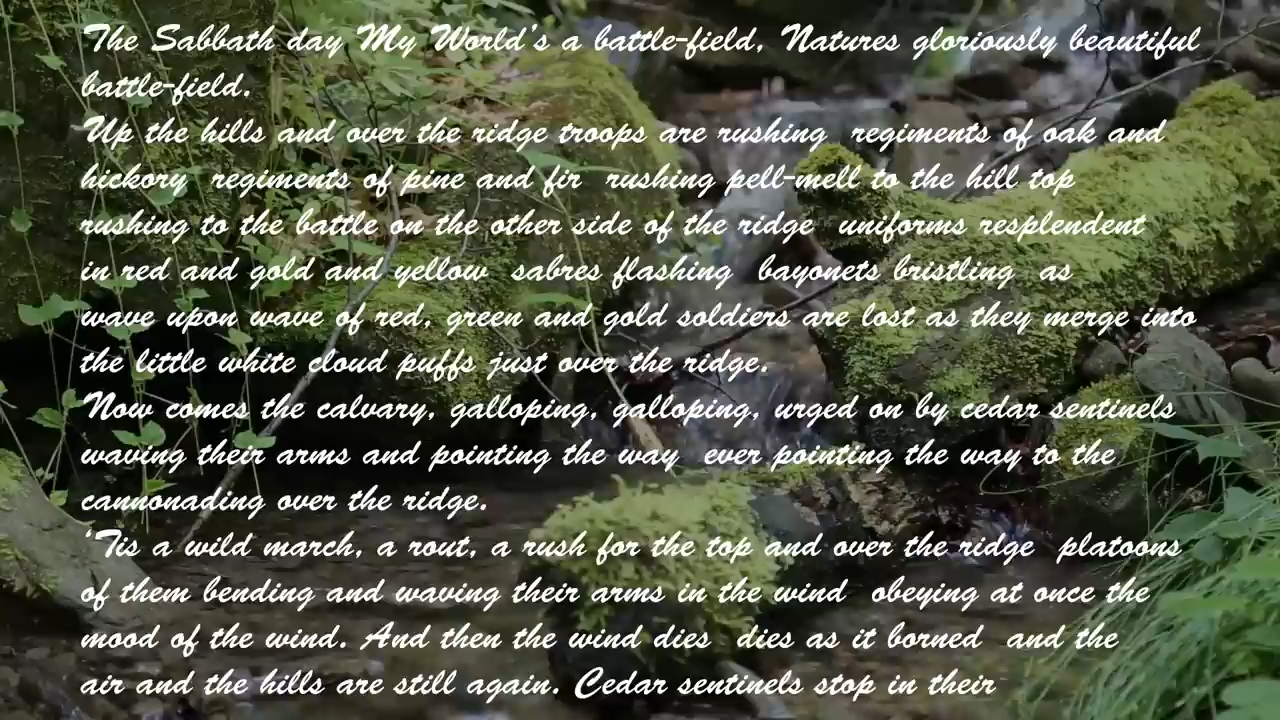 The Sabbath day My World's a battle-field, Natures gloriously beautiful
battle-field.
Up the hills and over the ridge troops are rushing  regiments of oak and
hickory  regiments of pine and fir  rushing pell-mell to the hill top
rushing to the battle on the other side of the ridge  uniforms resplendent
in red and gold and yellow  sabres flashing  bayonets bristling  as
wave upon wave of red, green and gold soldiers are lost as they merge into
the little white cloud puffs just over the ridge.
Now comes the calvary, galloping, galloping, urged on by cedar sentinels
waving their arms and pointing the way  ever pointing the way to the
cannonading over the ridge.
‘Tis a wild march, a rout, a rush for the top and over the ridge  platoons
of them bending and waving their arms in the wind  obeying at once the
mood of the wind. And then the wind dies  dies as it borned  and the
air and the hills are still again. Cedar sentinels stop in their